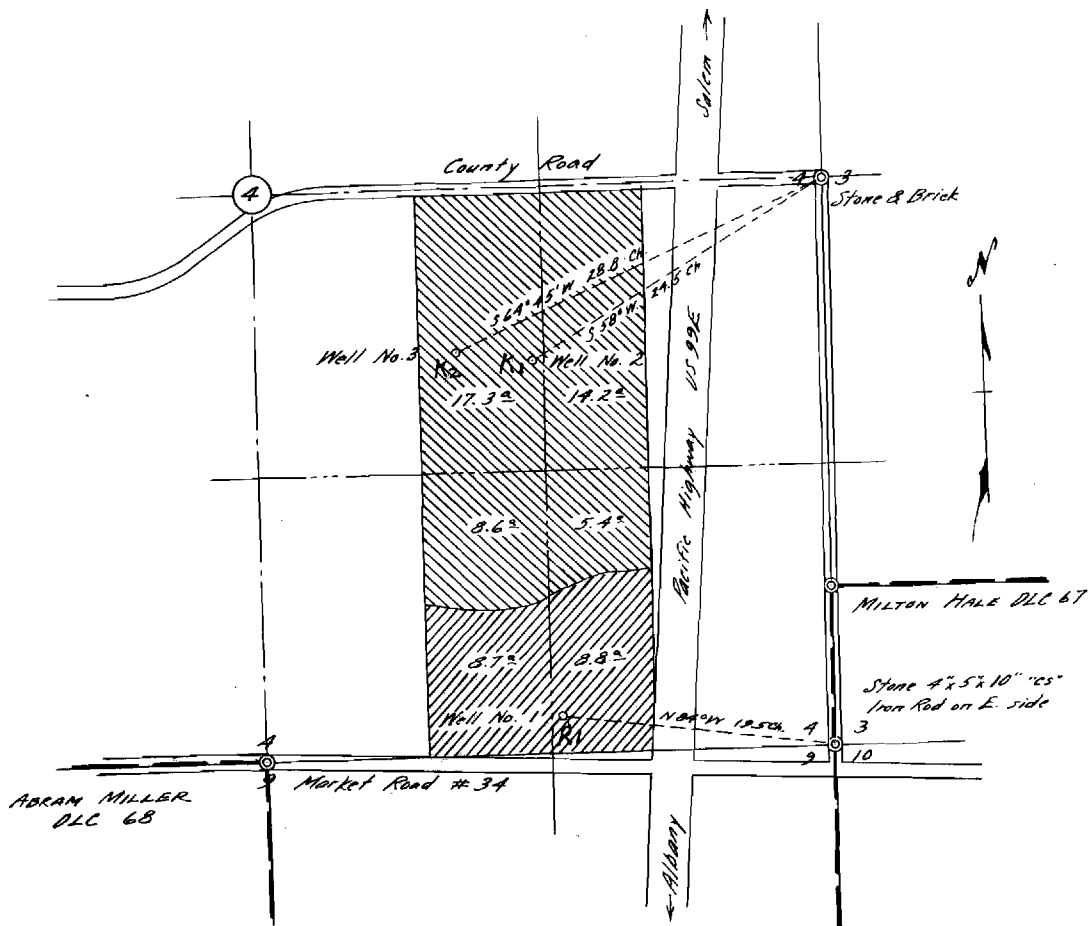 Salem →
County Road
4
4 3
Stone & Brick
S 64° 45' W 28.8 Ch.
S 58° W 24.5 Ch
N
Well No. 3
K2
K1
Well No. 2
17.3 a
14.2 a
Pacific Highway US 99E
8.6 a
5.4 a
MILTON HALE DLC 67
8.7 a
8.8 a
Stone 4"x5"x10" "cs"
Iron Rod on E. side
Well No. 1
R1
N 84° W 19.5 Ch.
4 3
9 10
4
9
Market Road #34
ABRAM MILLER
DLC 68
← Albany